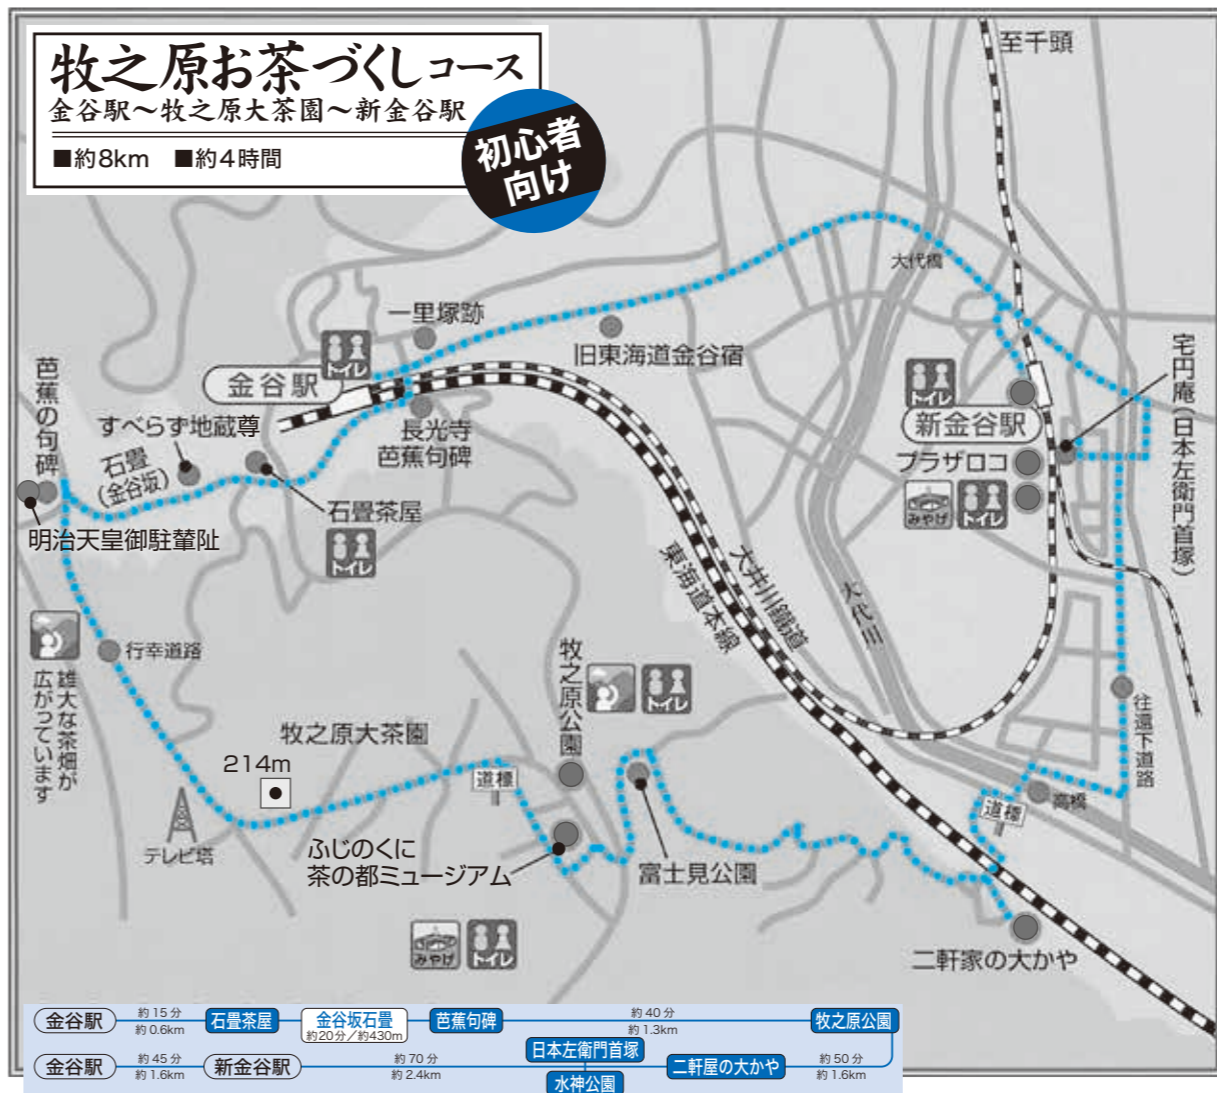 牧之原お茶づくしコース
金谷駅〜牧之原大茶園〜新金谷駅
■約8km ■約4時間
初心者
向け
至千頭
大代橋
一里塚跡
トイレ
金谷駅
旧東海道金谷宿
宅円庵(日本左衛門首塚)
トイレ
新金谷駅
プラザロコ
みやげ
トイレ
芭蕉の句碑
すべらず地蔵尊
石畳
(金谷坂)
長光寺
芭蕉句碑
石畳茶屋
トイレ
明治天皇御駐輦阯
大井川鐵道
東海道本線
大代川
行幸道路
雄大な茶畑が
広がっています
牧之原公園
トイレ
往還下道路
牧之原大茶園
214m
道標
高橋
道標
テレビ塔
ふじのくに
茶の都ミュージアム
富士見公園
みやげ
トイレ
二軒家の大かや
金谷駅
約15分
約0.6km
石畳茶屋
金谷坂石畳
約20分/約430m
芭蕉句碑
約40分
約1.3km
牧之原公園
金谷駅
約45分
約1.6km
新金谷駅
約70分
約2.4km
日本左衛門首塚
水神公園
二軒屋の大かや
約50分
約1.6km